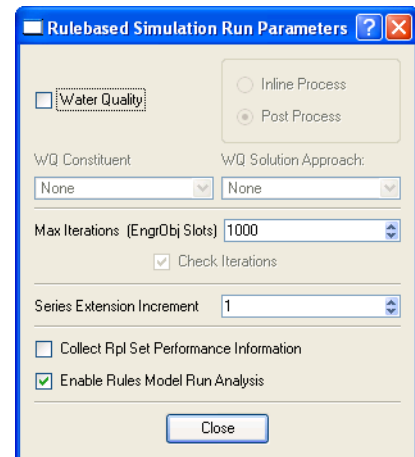 Rulebased Simulation Run Parameters
Water Quality
Inline Process
Post Process
WQ Constituent WQ Solution Approach:
None None
Max Iterations (EngrObj Slots) 1000
Check Iterations
Series Extension Increment 1
Collect Rpl Set Performance Information
Enable Rules Model Run Analysis
Close